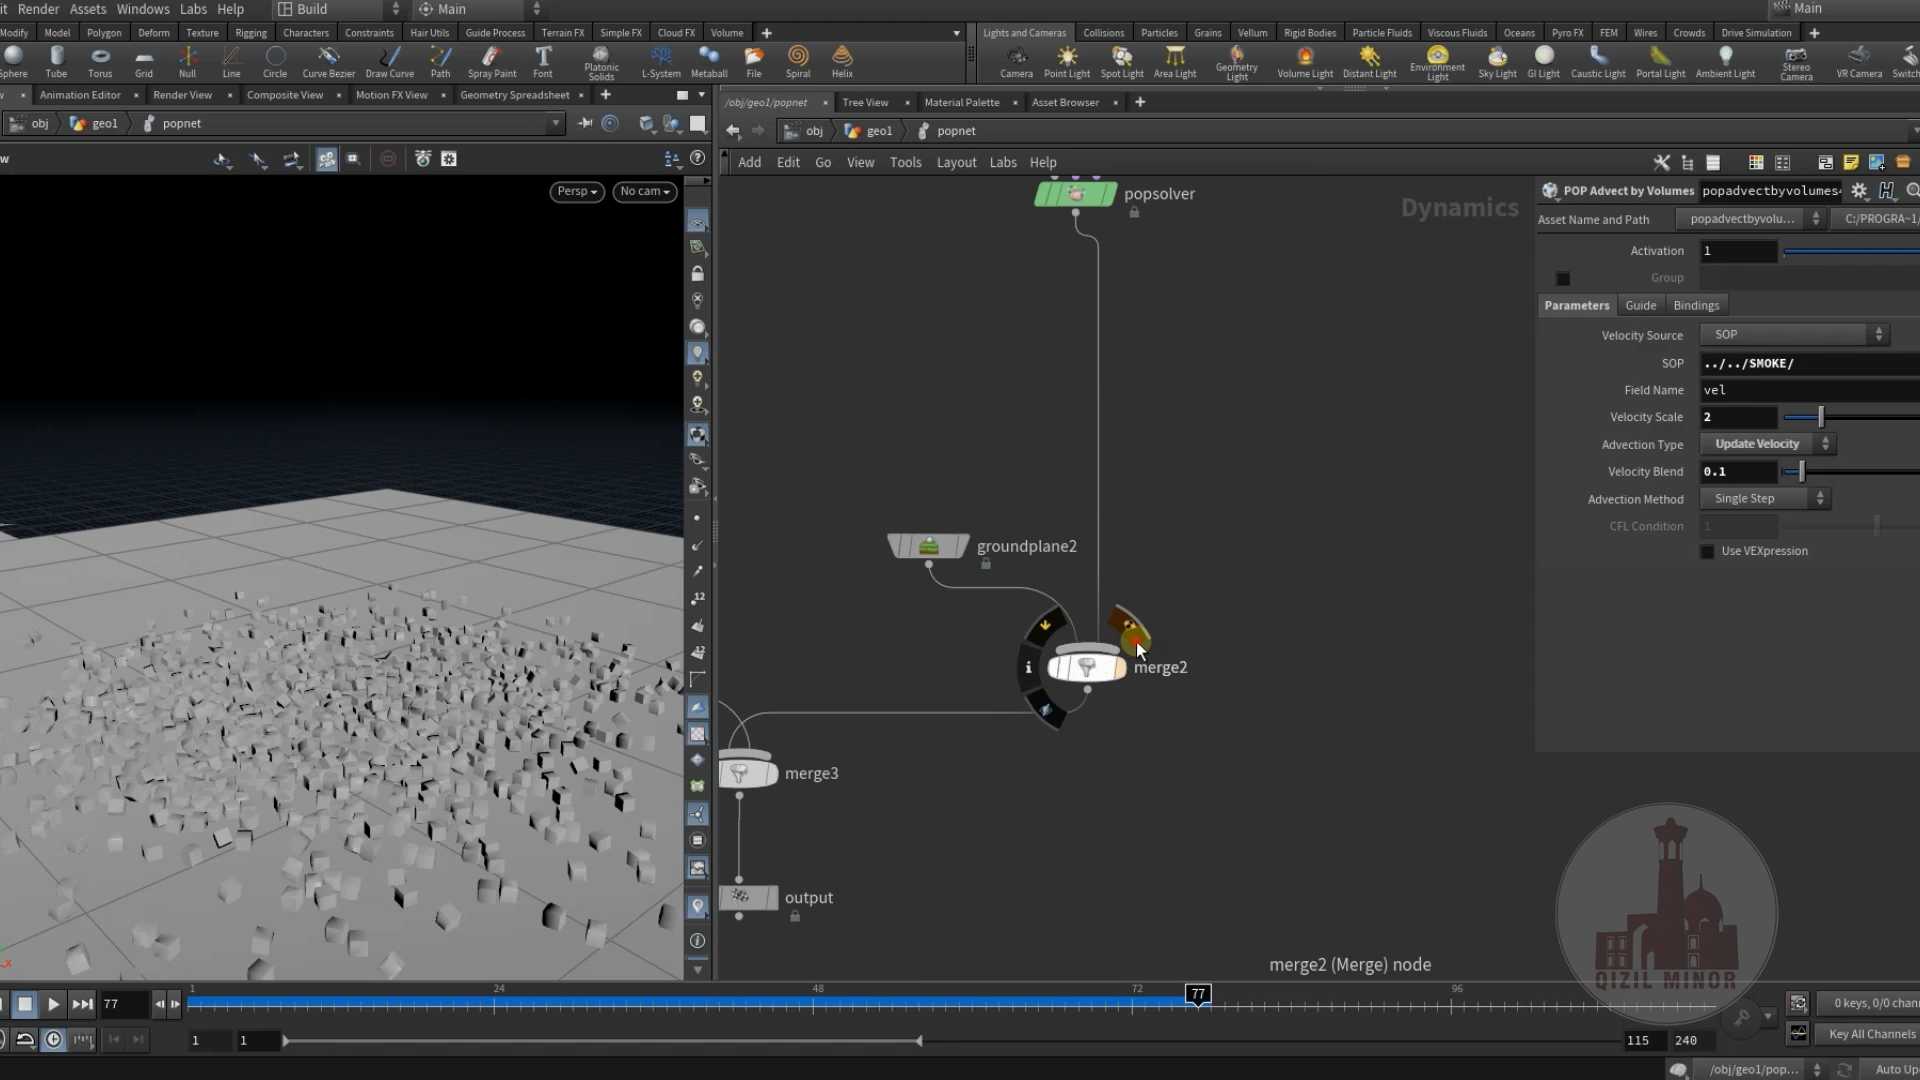 it Render Assets Windows Labs Help Build Main Main
Modify Model Polygon Deform Texture Rigging Characters Constraints Hair Utils Guide Process Terrain FX Simple FX Cloud FX Volume
Lights and Cameras Collisions Particles Grains Vellum Rigid Bodies Particle Fluids Viscous Fluids Oceans Pyro FX FEM Wires Crowds Drive Simulation
Sphere Tube Torus Grid Null Line Circle Curve Bezier Draw Curve Path Spray Paint Font Platonic Solids L-System Metaball File Spiral Helix
Camera Point Light Spot Light Area Light Geometry Light Volume Light Distant Light Environment Light Sky Light GI Light Caustic Light Portal Light Ambient Light Stereo Camera VR Camera Switch
w Animation Editor Render View Composite View Motion FX View Geometry Spreadsheet
/obj/geo1/popnet Tree View Material Palette Asset Browser
obj geo1 popnet
obj geo1 popnet
w
Add Edit Go View Tools Layout Labs Help
Persp No cam
popsolver
Dynamics
groundplane2
merge2
merge3
output
merge2 (Merge) node
POP Advect by Volumes popadvectbyvolumes
Asset Name and Path popadvectbyvolu... C:/PROGRA~1/
Activation 1
Group
Parameters Guide Bindings
Velocity Source SOP
SOP ../../SMOKE/
Field Name vel
Velocity Scale 2
Advection Type Update Velocity
Velocity Blend 0.1
Advection Method Single Step
CFL Condition 1
Use VEXpression
12
12
x
QIZIL MINOR
77 1 24 48 72 77 96
0 keys, 0/0 chann
1 1 115 240
Key All Channels
/obj/geo1/pop... Auto Up